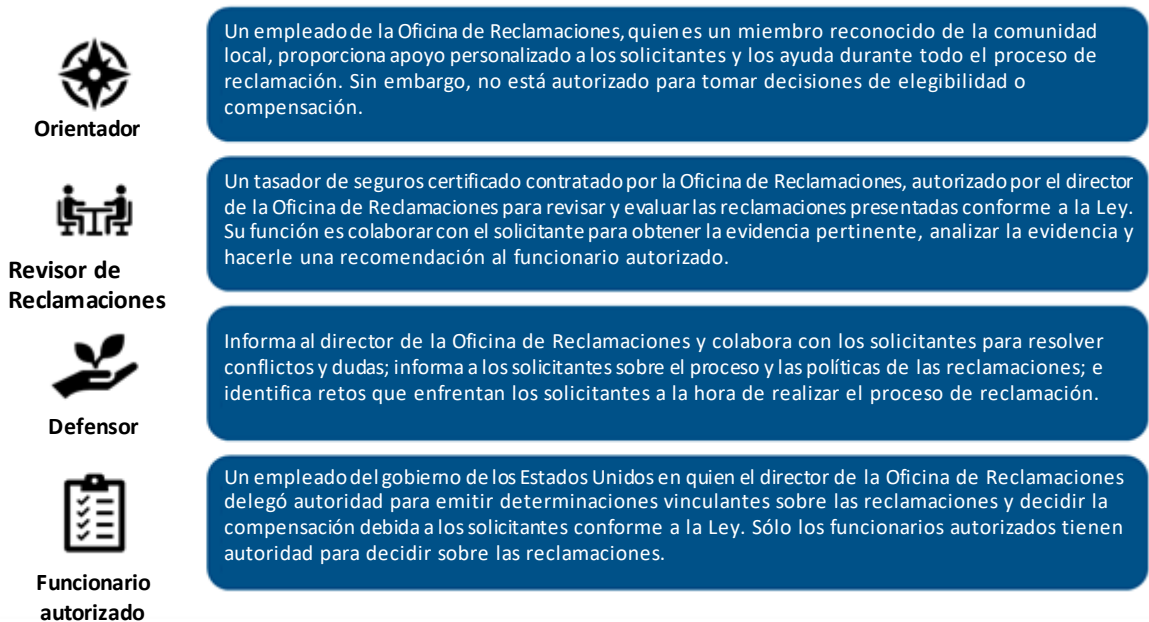 Un empleado de la Oficina de Reclamaciones, quien es un miembro reconocido de la comunidad
local, proporciona apoyo personalizado a los solicitantes y los ayuda durante todo el proceso de
reclamación. Sin embargo, no está autorizado para tomar decisiones de elegibilidad o
compensación.
Orientador
Un tasador de seguros certificado contratado por la Oficina de Reclamaciones, autorizado por el director
de la Oficina de Reclamaciones para revisar y evaluar las reclamaciones presentadas conforme a la Ley.
Su función es colaborar con el solicitante para obtener la evidencia pertinente, analizar la evidencia y
hacerle una recomendación al funcionario autorizado.
Revisor de
Reclamaciones
Informa al director de la Oficina de Reclamaciones y colabora con los solicitantes para resolver
conflictos y dudas; informa a los solicitantes sobre el proceso y las políticas de las reclamaciones; e
identifica retos que enfrentan los solicitantes a la hora de realizar el proceso de reclamación.
Defensor
Un empleado del gobierno de los Estados Unidos en quien el director de la Oficina de Reclamaciones
delegó autoridad para emitir determinaciones vinculantes sobre las reclamaciones y decidir la
compensación debida a los solicitantes conforme a la Ley. Sólo los funcionarios autorizados tienen
autoridad para decidir sobre las reclamaciones.
Funcionario
autorizado